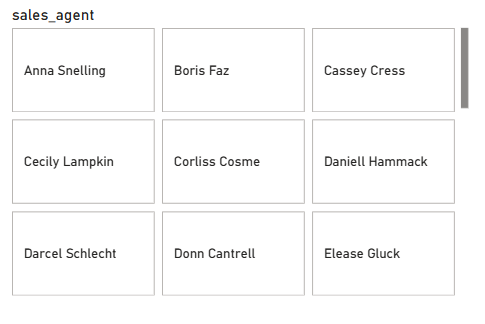 sales_agent
Anna Snelling
Boris Faz
Cassey Cress
Cecily Lampkin
Corliss Cosme
Daniell Hammack
Darcel Schlecht
Donn Cantrell
Elease Gluck